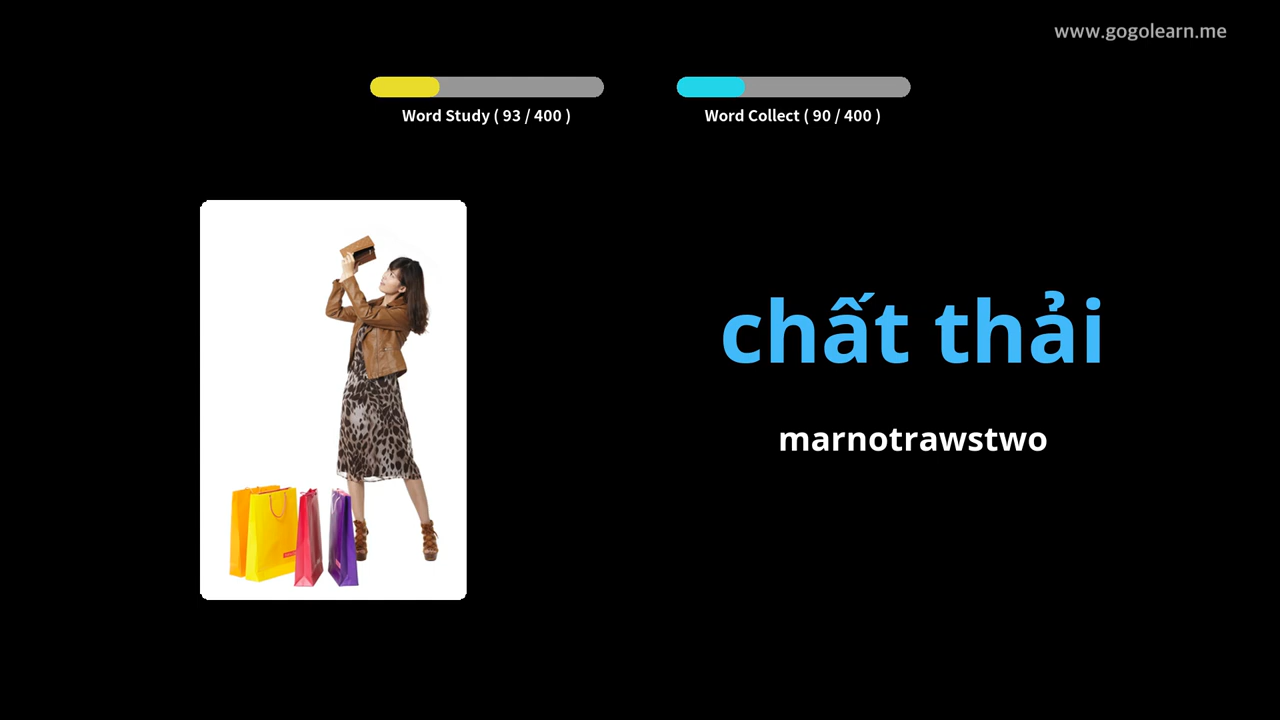 www.gogolearn.me
Word Study ( 93 / 400 )
Word Collect ( 90 / 400 )
chất thải
marnotrawstwo